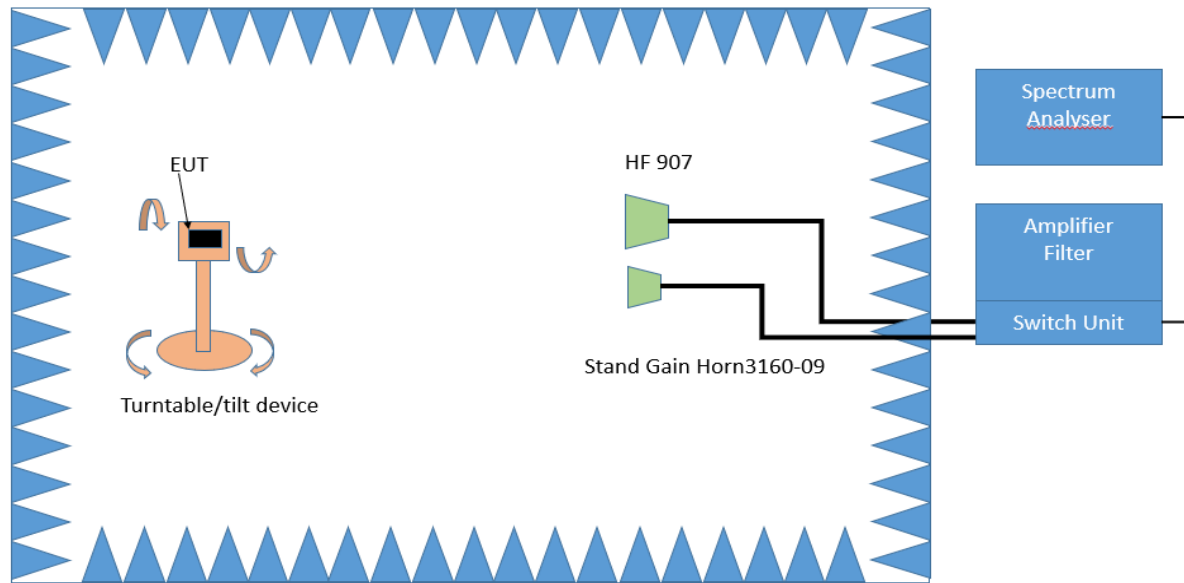 Spectrum
Analyser
EUT
HF 907
Amplifier
Filter
Switch Unit
Stand Gain Horn3160-09
Turntable/tilt device